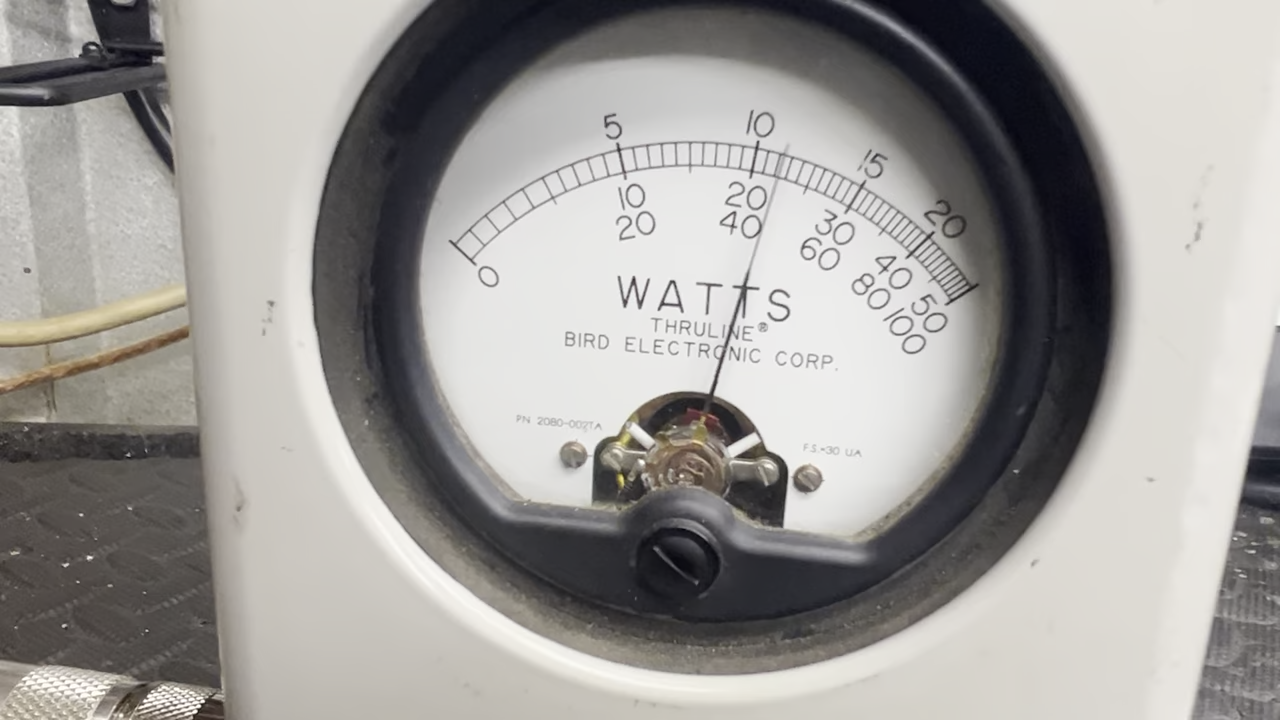 5 10 15 20
0 10 20 30 40 50
20 40 60 80 100
WATTS
THRULINE®
BIRD ELECTRONIC CORP.
PN 2080-002TA
F.S.=30 UA